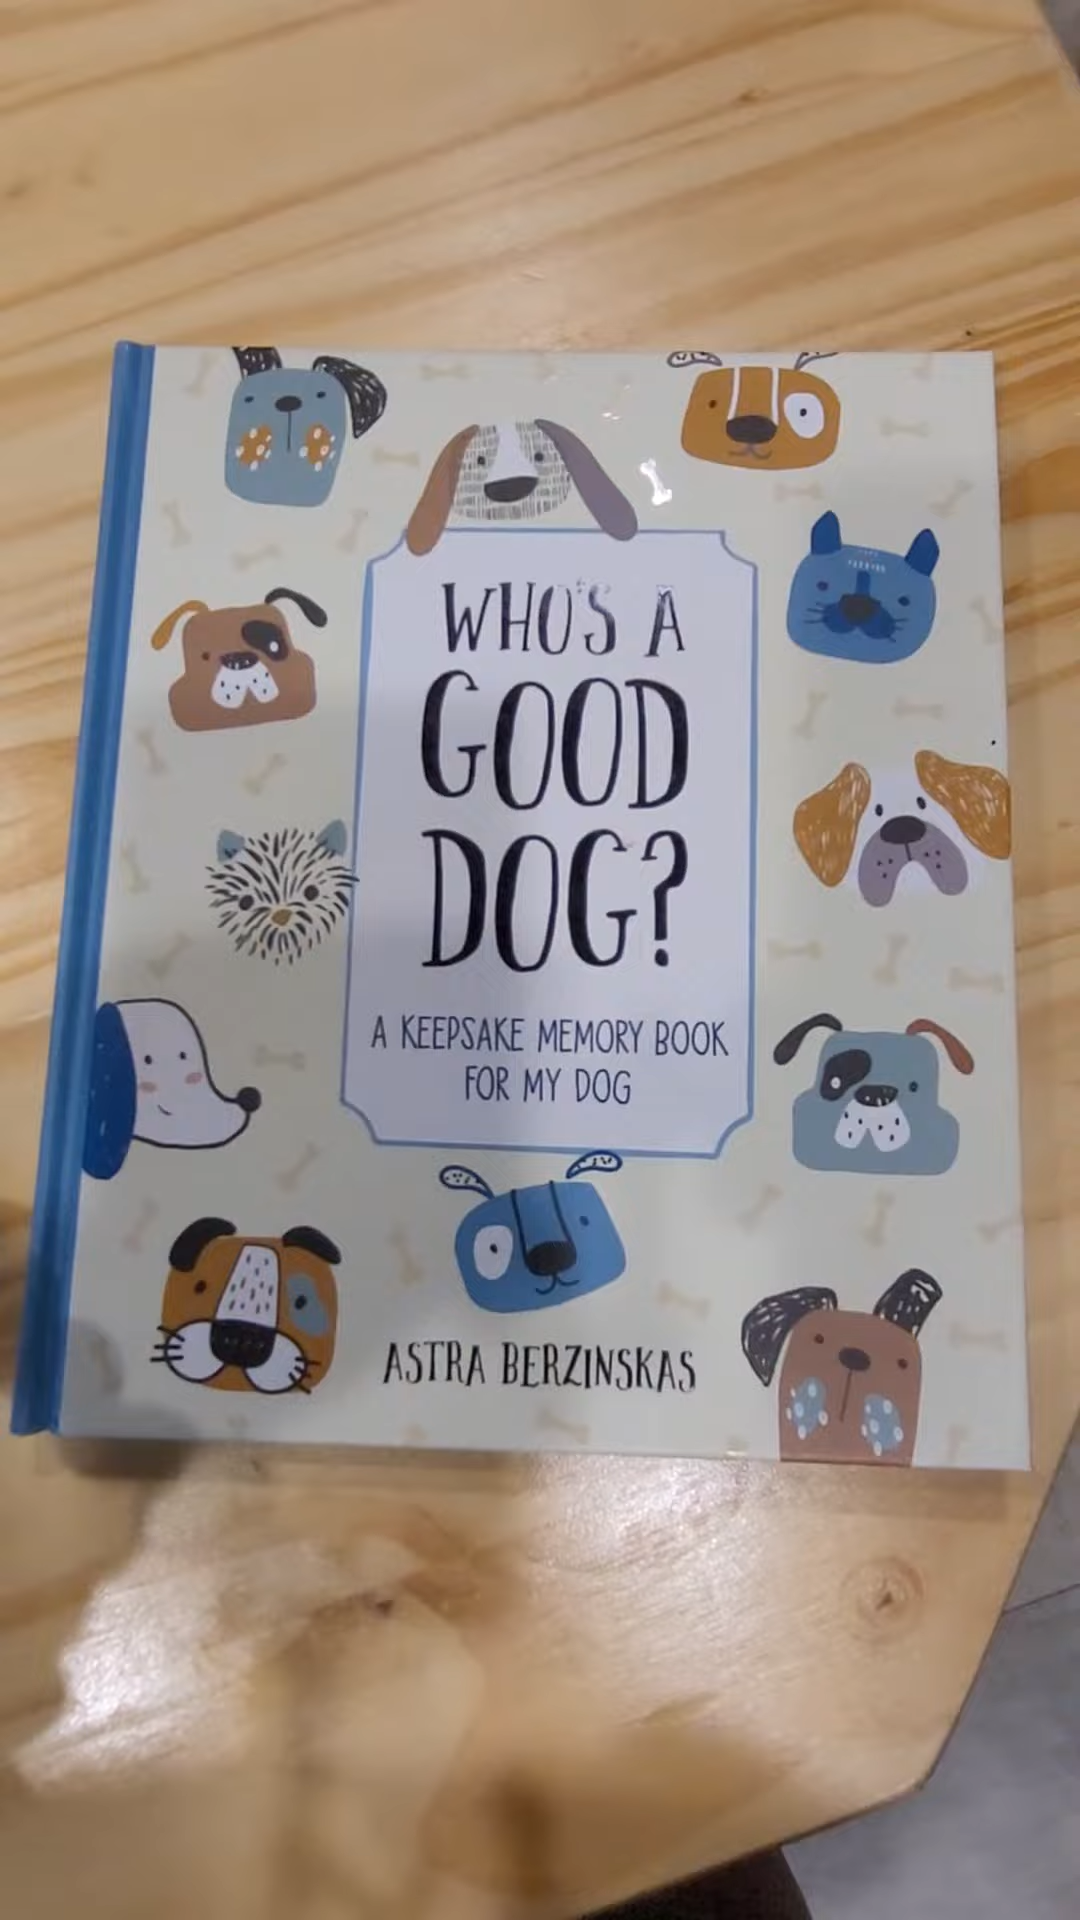 WHO'S A
GOOD
DOG?
A KEEPSAKE MEMORY BOOK
FOR MY DOG
ASTRA BERZINSKAS